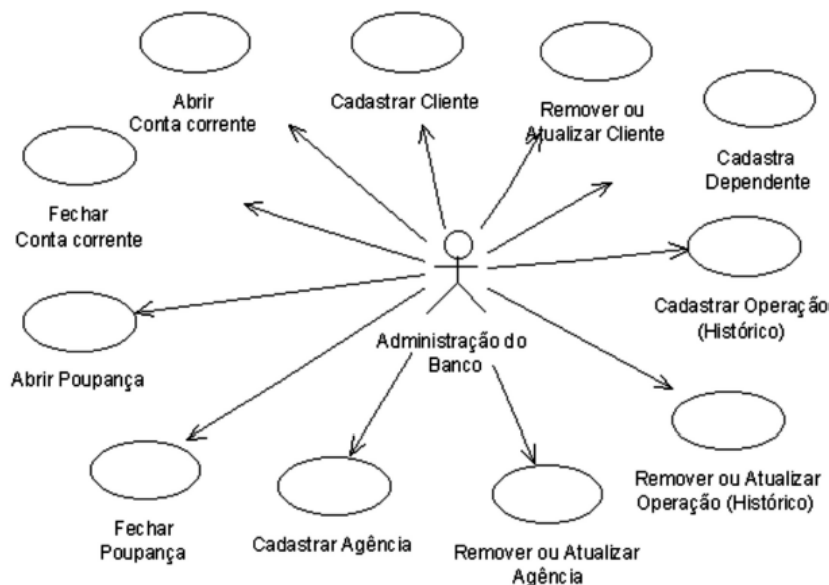 Abrir
Conta corrente
Cadastrar Cliente
Remover ou
Atualizar Cliente
Cadastra
Dependente
Fechar
Conta corrente
Cadastrar Operação
(Histórico)
Abrir Poupança
Administração do
Banco
Remover ou Atualizar
Operação (Histórico)
Fechar
Poupança
Cadastrar Agência
Remover ou Atualizar
Agência